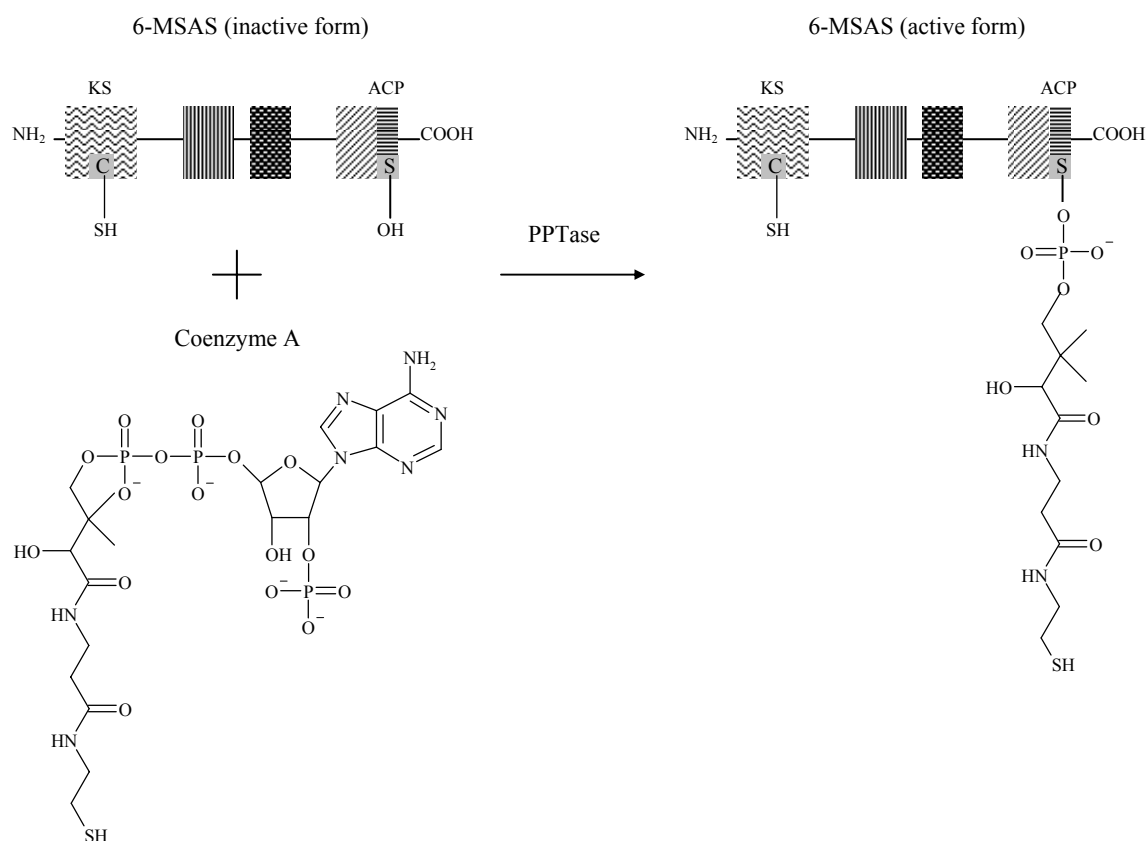 6-MSAS (inactive form)
6-MSAS (active form)
KS
ACP
KS
ACP
NH2
COOH
NH2
COOH
C
S
C
S
SH
OH
SH
PPTase
O
O=P–O−
O
Coenzyme A
NH2
N
N
N
N
O
O
O
P
O
P
O
O
O−
O−
HO
OH
O
O
HN
O−
P
O
O−
O
HN
SH
HO
O
HN
O
HN
SH